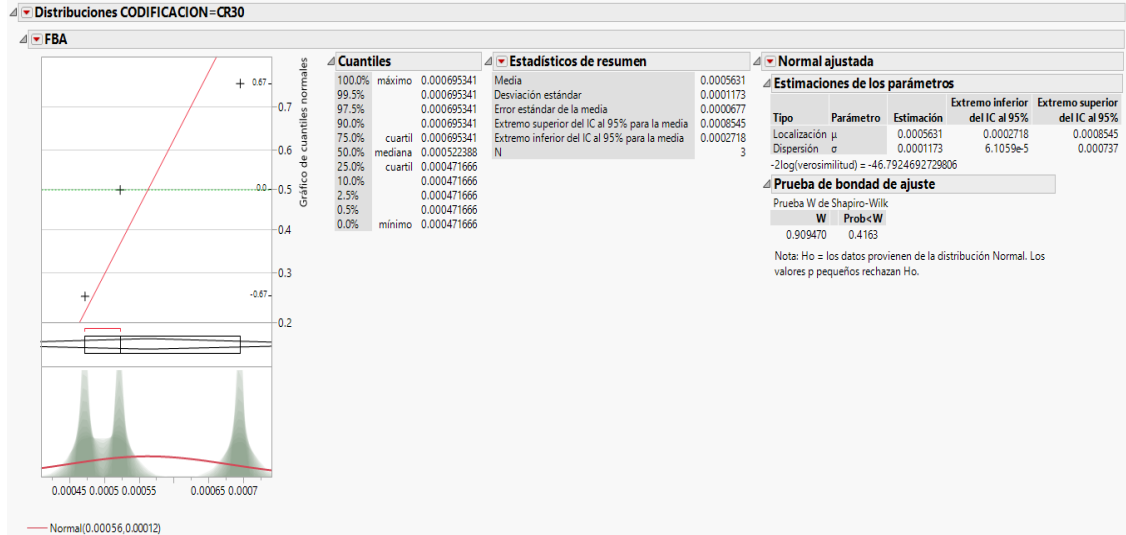 Distribuciones CODIFICACION=CR30
FBA
0.67
0.7
0.6
0.0
0.5
0.4
0.3
-0.67
0.2
Gráfico de cuantiles normales
0.00045 0.0005 0.00055 0.00065 0.0007
Normal(0.00056,0.00012)
Cuantiles
100.0% máximo 0.000695341
99.5% 0.000695341
97.5% 0.000695341
90.0% 0.000695341
75.0% cuartil 0.000695341
50.0% mediana 0.000522388
25.0% cuartil 0.000471666
10.0% 0.000471666
2.5% 0.000471666
0.5% 0.000471666
0.0% mínimo 0.000471666
Estadísticos de resumen
Media 0.0005631
Desviación estándar 0.0001173
Error estándar de la media 0.0000677
Extremo superior del IC al 95% para la media 0.0008545
Extremo inferior del IC al 95% para la media 0.0002718
N 3
Normal ajustada
Estimaciones de los parámetros
Extremo inferior Extremo superior
Tipo Parámetro Estimación del IC al 95% del IC al 95%
Localización μ 0.0005631 0.0002718 0.0008545
Dispersión σ 0.0001173 6.1059e-5 0.000737
-2log(verosimilitud) = -46.7924692729806
Prueba de bondad de ajuste
Prueba W de Shapiro-Wilk
W Prob<W
0.909470 0.4163
Nota: Ho = los datos provienen de la distribución Normal. Los
valores p pequeños rechazan Ho.